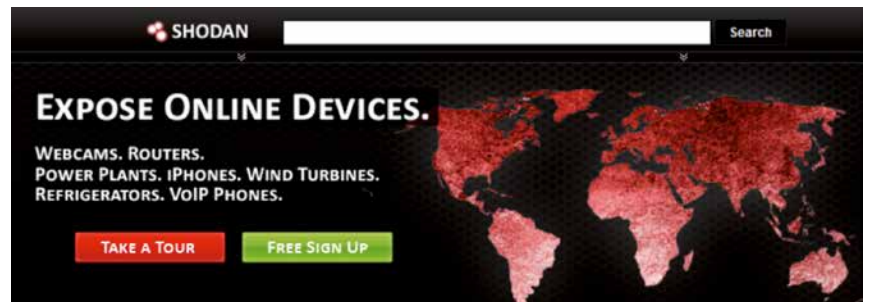 SHODAN
Search
EXPOSE ONLINE DEVICES.
WEBCAMS. ROUTERS.
POWER PLANTS. IPHONES. WIND TURBINES.
REFRIGERATORS. VOIP PHONES.
TAKE A TOUR
FREE SIGN UP